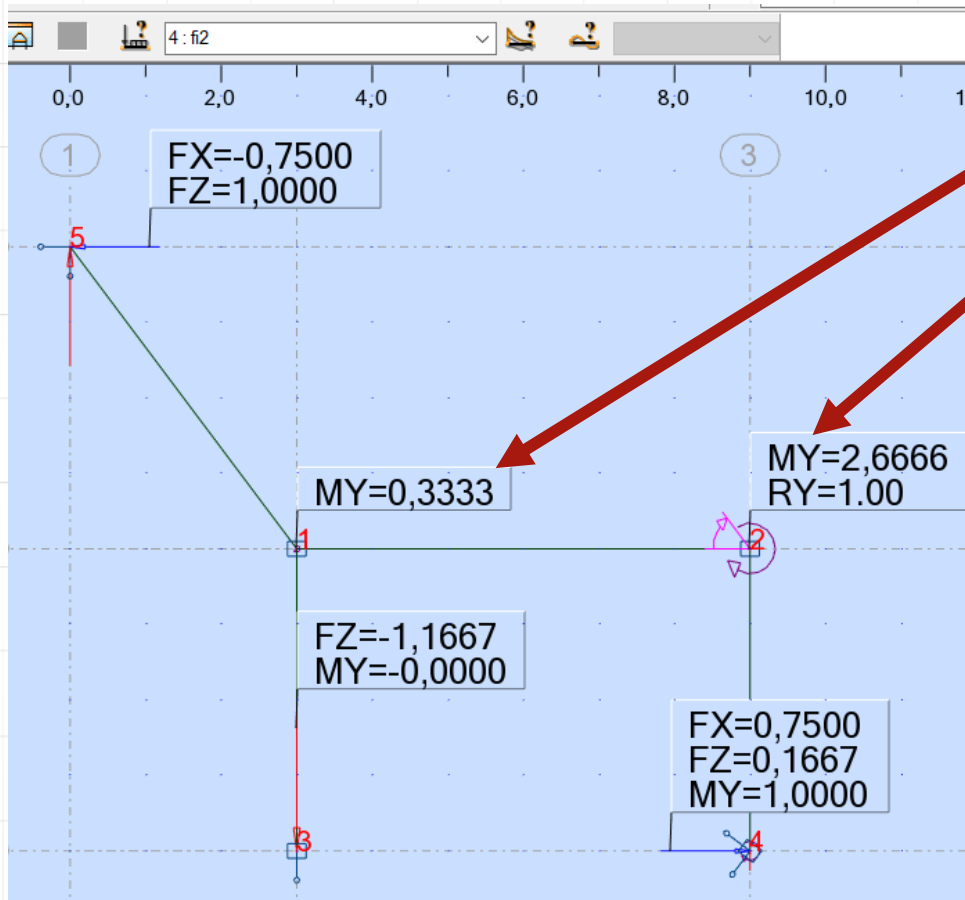 4 : fi2
0,0 2,0 4,0 6,0 8,0 10,0 1
1 3
FX=-0,7500
FZ=1,0000
5
MY=0,3333
MY=2,6666
RY=1.00
1 2
FZ=-1,1667
MY=-0,0000
FX=0,7500
FZ=0,1667
MY=1,0000
3 4